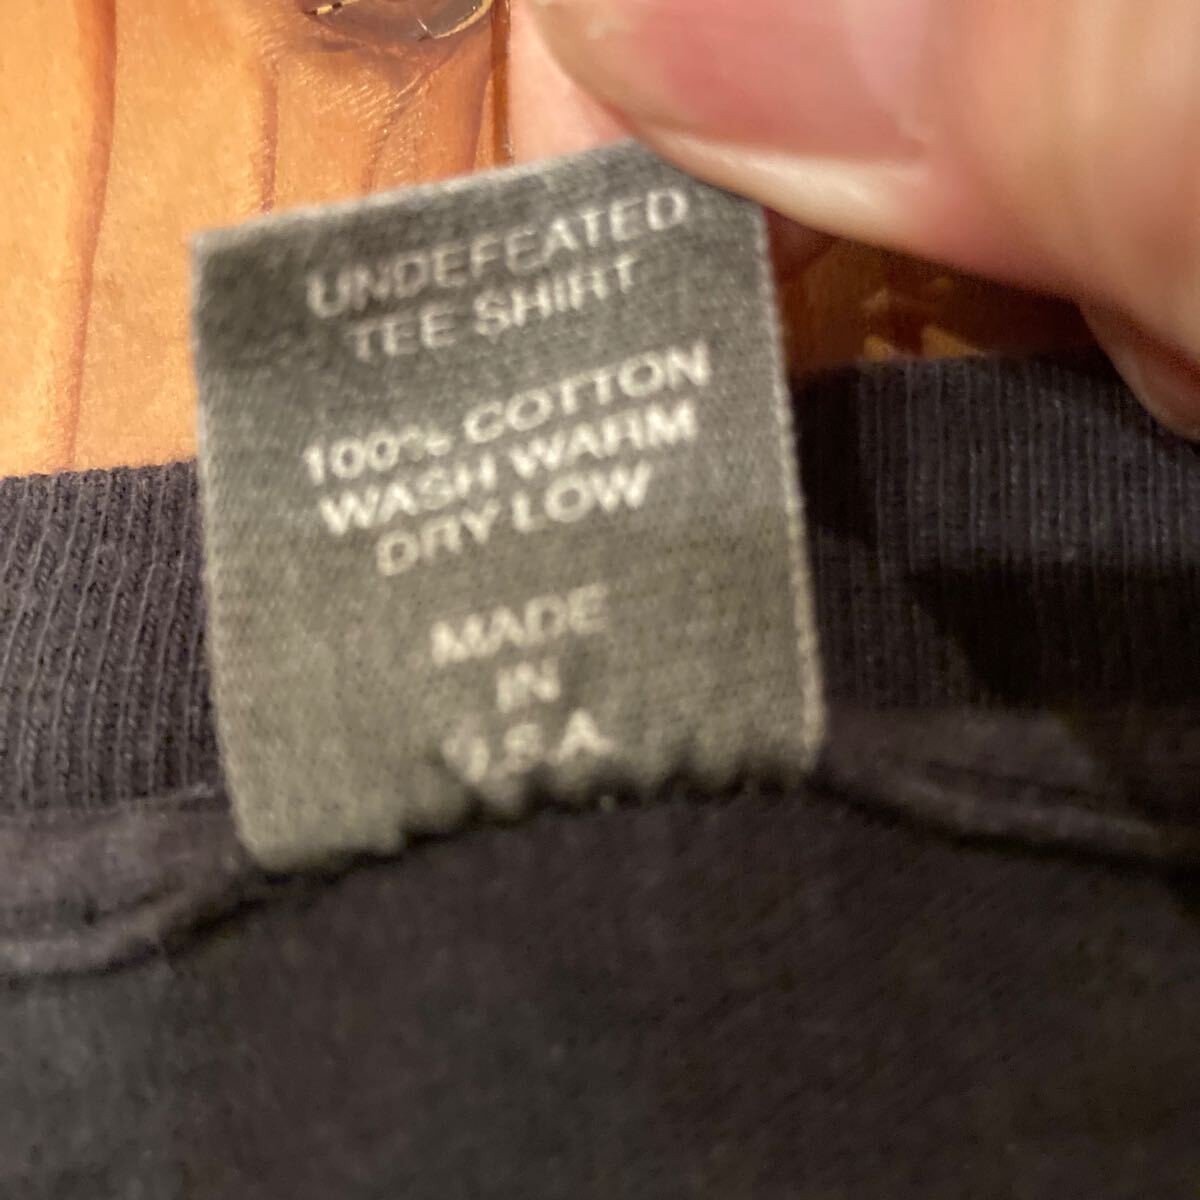 UNDEFEATED
TEE SHIRT
100% COTTON
WASH WARM
DRY LOW
MADE
IN
U.S.A.